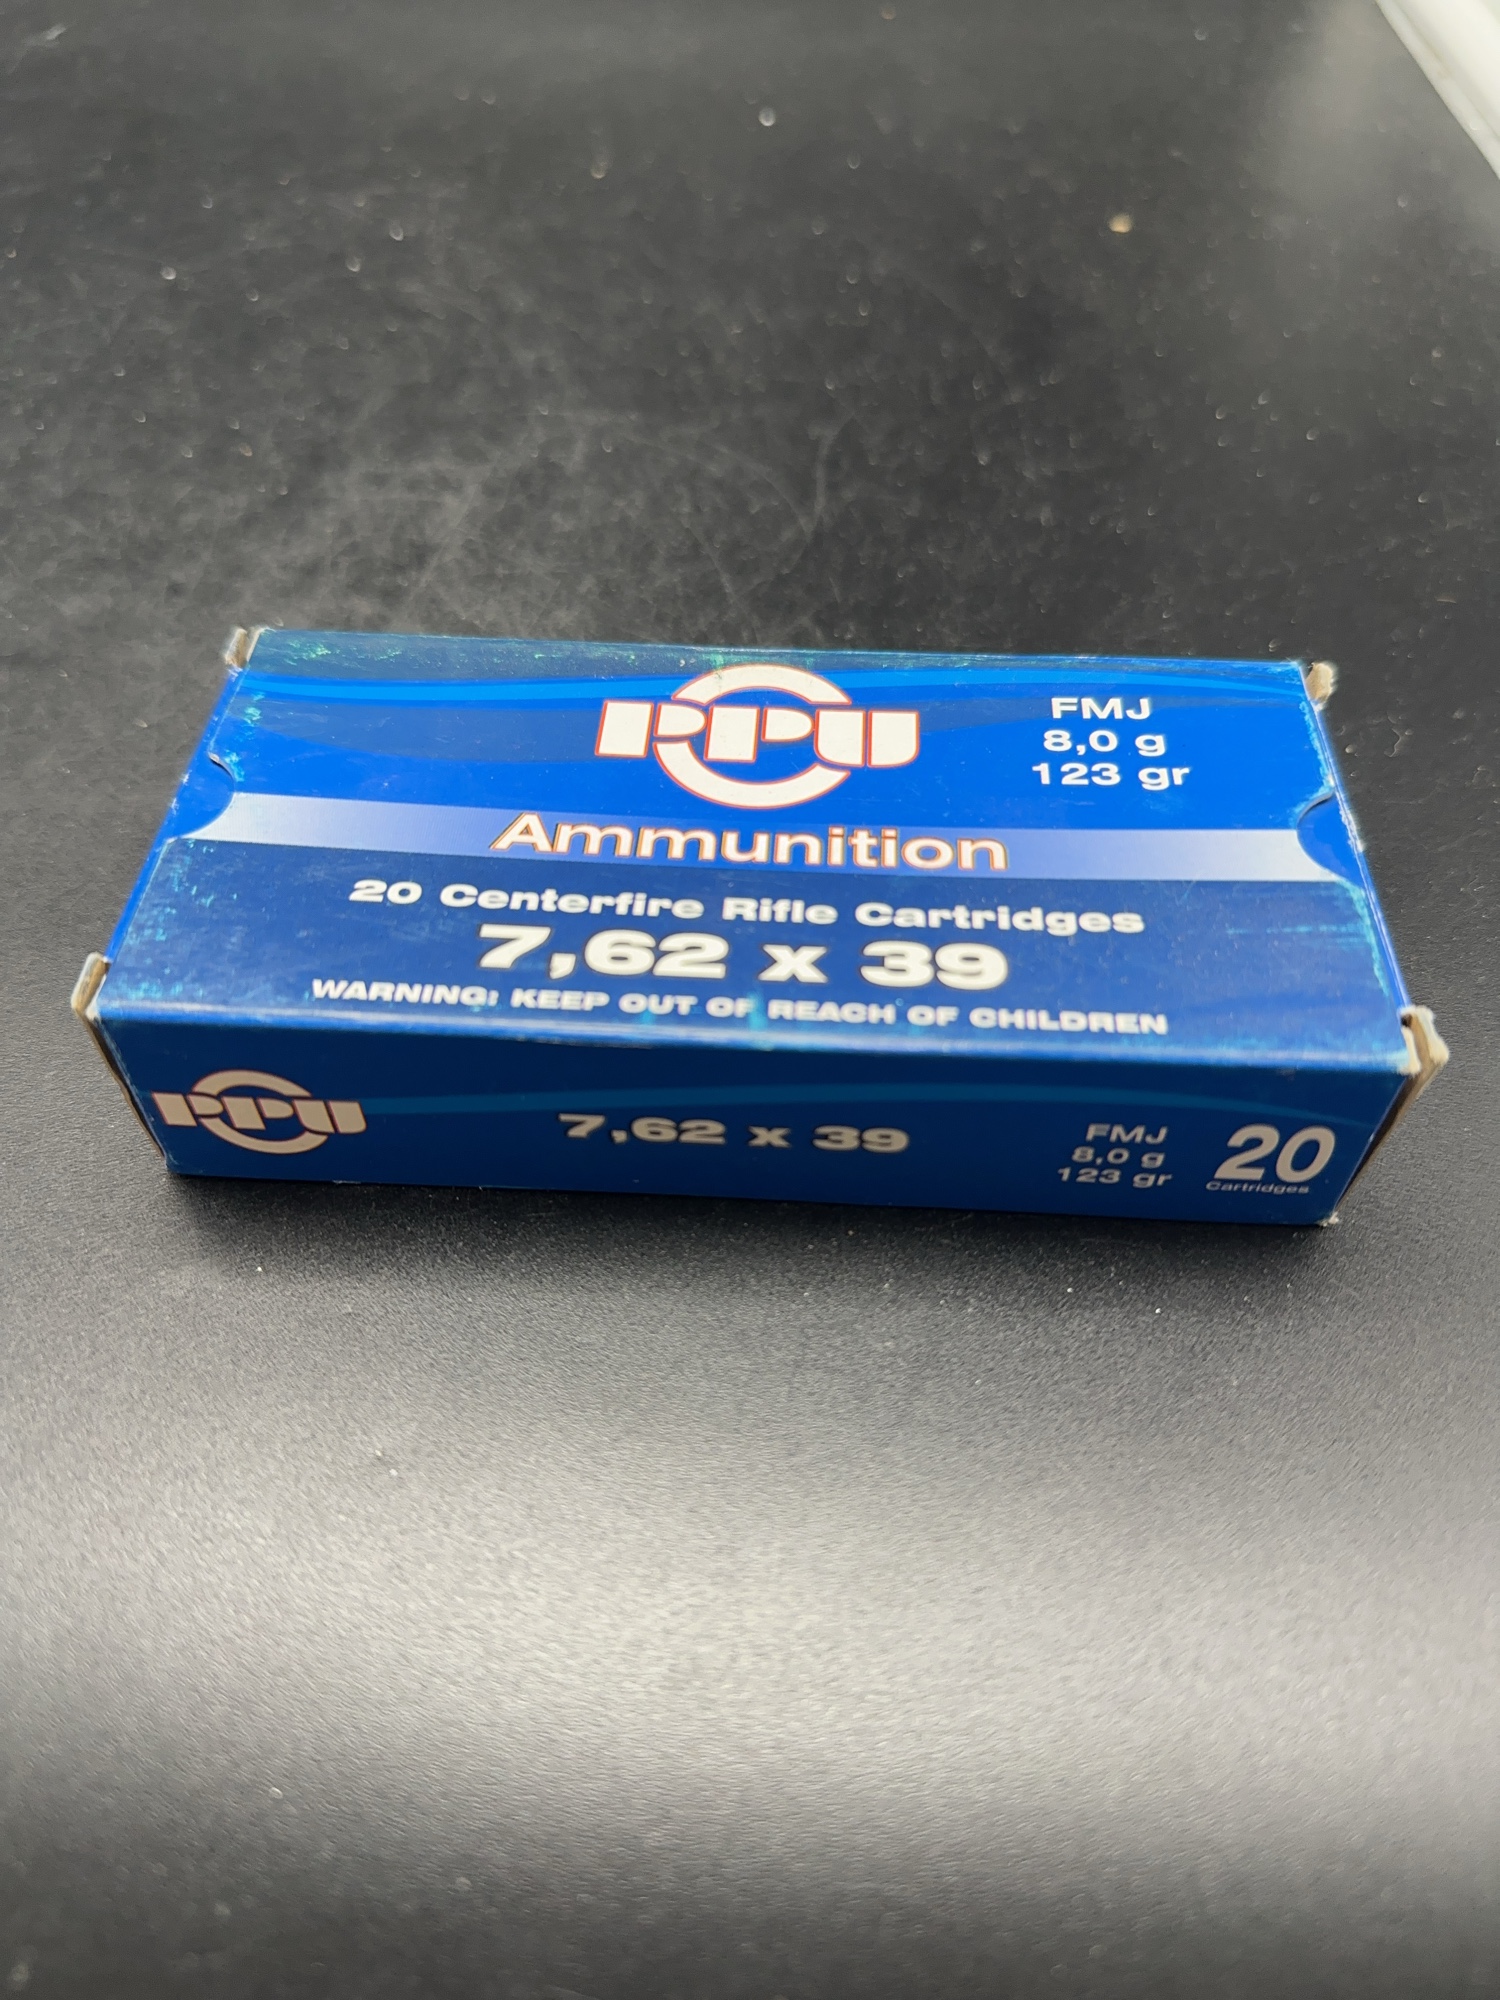 PPU
FMJ
8,0 g
123 gr
Ammunition
20 Centerfire Rifle Cartridges
7,62 x 39
WARNING: KEEP OUT OF REACH OF CHILDREN
PPU
7,62 x 39
FMJ
8,0 g
123 gr
20
Cartridges